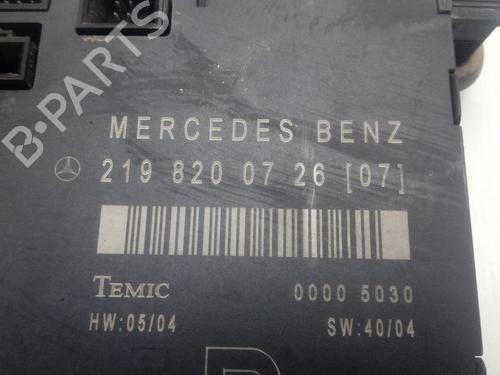 B-PARTS
MERCEDES BENZ
219 820 07 26 [07]
TEMIC 0000 5030
HW:05/04 SW:40/04